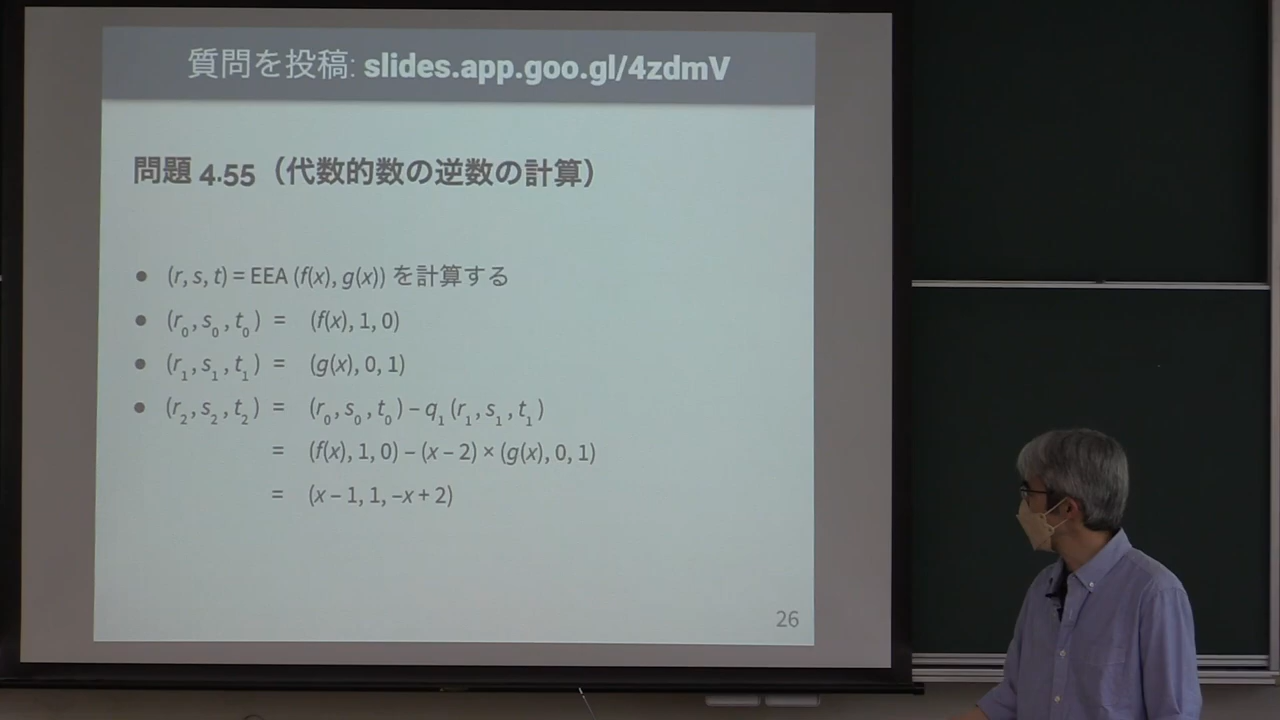 質問を投稿: slides.app.goo.gl/4zdmV
問題 4.55（代数的数の逆数の計算）
● (r, s, t) = EEA (f(x), g(x)) を計算する
● (r₀, s₀, t₀) = (f(x), 1, 0)
● (r₁, s₁, t₁) = (g(x), 0, 1)
● (r₂, s₂, t₂) = (r₀, s₀, t₀) – q₁ (r₁, s₁, t₁)
= (f(x), 1, 0) – (x – 2) × (g(x), 0, 1)
= (x – 1, 1, –x + 2)
26